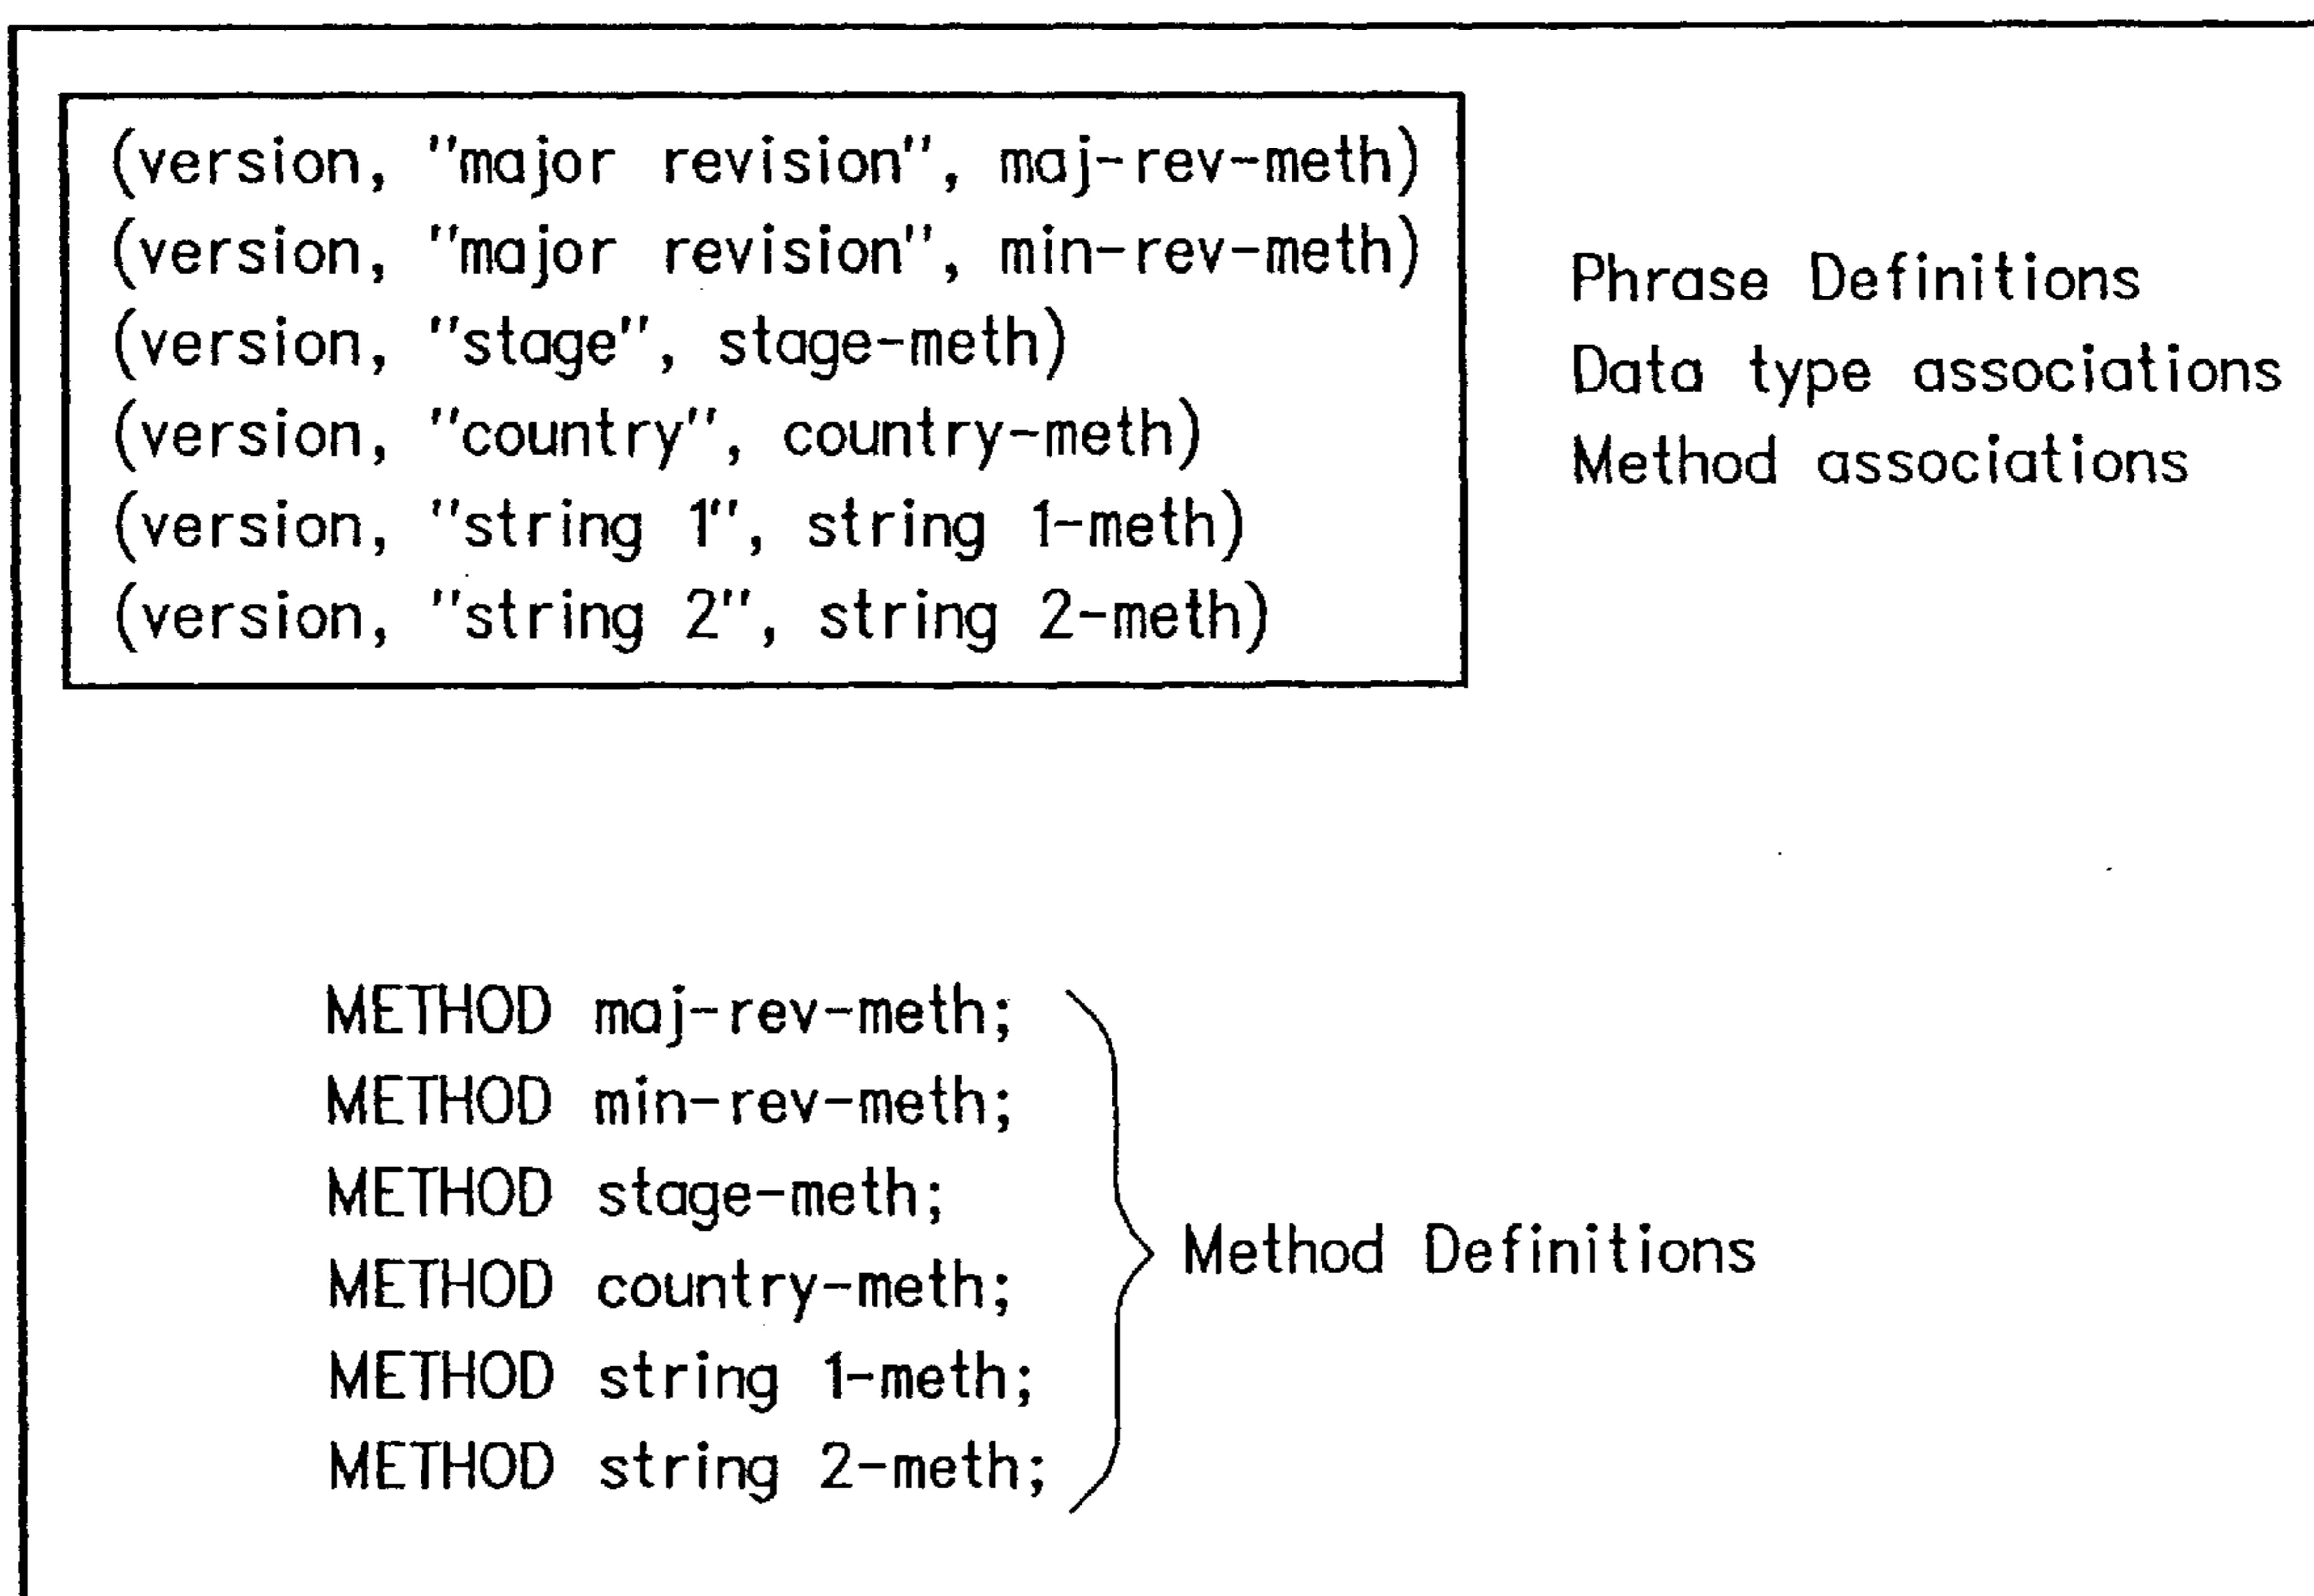 (version, "major revision", maj-rev-meth)
(version, "major revision", min-rev-meth)
(version, "stage", stage-meth)
(version, "country", country-meth)
(version, "string 1", string 1-meth)
(version, "string 2", string 2-meth)
Phrase Definitions
Data type associations
Method associations
METHOD maj-rev-meth;
METHOD min-rev-meth;
METHOD stage-meth;
METHOD country-meth;
METHOD string 1-meth;
METHOD string 2-meth;
Method Definitions